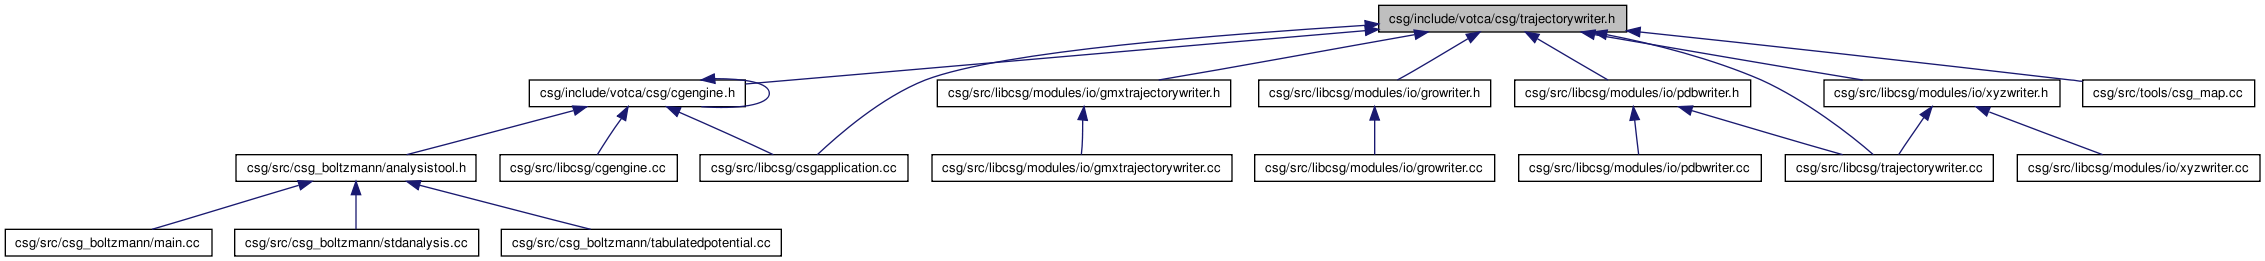 csg/include/votca/csg/trajectorywriter.h
csg/include/votca/csg/cgengine.h
csg/src/libcsg/modules/io/gmxtrajectorywriter.h
csg/src/libcsg/modules/io/growriter.h
csg/src/libcsg/modules/io/pdbwriter.h
csg/src/libcsg/modules/io/xyzwriter.h
csg/src/tools/csg_map.cc
csg/src/csg_boltzmann/analysistool.h
csg/src/libcsg/cgengine.cc
csg/src/libcsg/csgapplication.cc
csg/src/libcsg/modules/io/gmxtrajectorywriter.cc
csg/src/libcsg/modules/io/growriter.cc
csg/src/libcsg/modules/io/pdbwriter.cc
csg/src/libcsg/trajectorywriter.cc
csg/src/libcsg/modules/io/xyzwriter.cc
csg/src/csg_boltzmann/main.cc
csg/src/csg_boltzmann/stdanalysis.cc
csg/src/csg_boltzmann/tabulatedpotential.cc